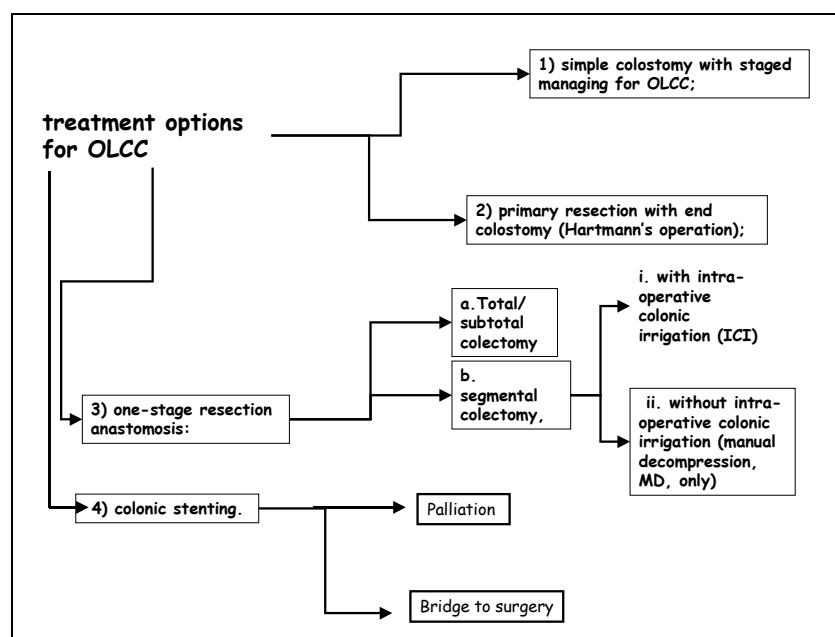 treatment options
for OLCC
1) simple colostomy with staged
managing for OLCC;
2) primary resection with end
colostomy (Hartmann's operation);
3) one-stage resection
anastomosis:
a.Total/
subtotal
colectomy
b.
segmental
colectomy,
i. with intra-
operative
colonic
irrigation (ICI)
ii. without intra-
operative colonic
irrigation (manual
decompression,
MD, only)
4) colonic stenting.
Palliation
Bridge to surgery